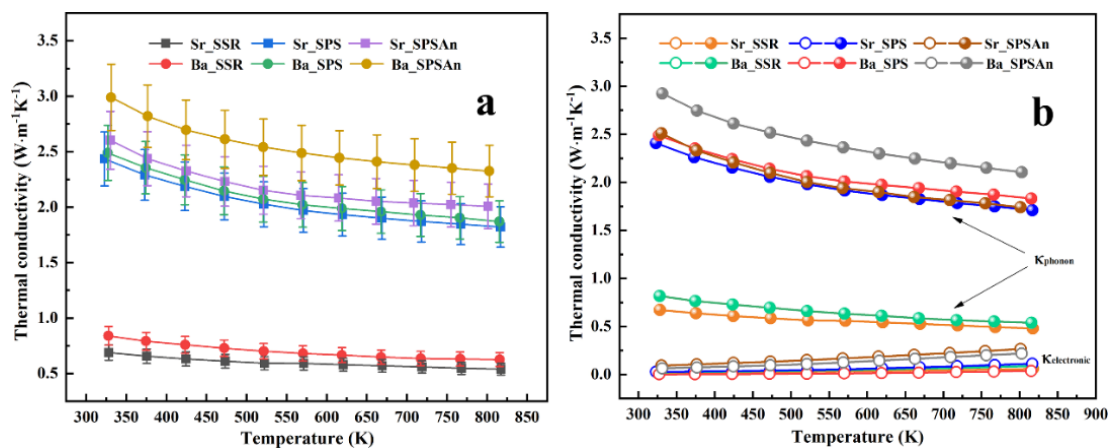 a
Sr_SSR Sr_SPS Sr_SPSAn
Ba_SSR Ba_SPS Ba_SPSAn
Thermal conductivity (W·m⁻¹K⁻¹)
3.5
3.0
2.5
2.0
1.5
1.0
0.5
300 350 400 450 500 550 600 650 700 750 800 850
Temperature (K)
b
Sr_SSR Sr_SPS Sr_SPSAn
Ba_SSR Ba_SPS Ba_SPSAn
Thermal conductivity (W·m⁻¹K⁻¹)
3.5
3.0
2.5
2.0
1.5
1.0
0.5
0.0
Kphonon
Kelectronic
300 350 400 450 500 550 600 650 700 750 800 850 900
Temperature (K)